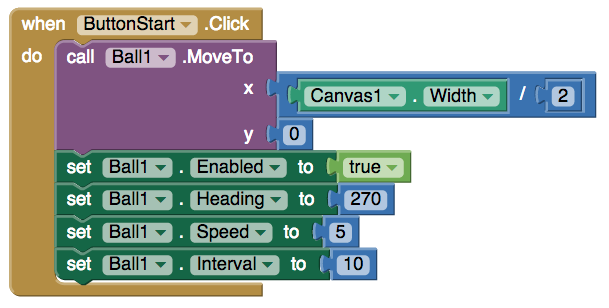 when ButtonStart .Click
do call Ball1 .MoveTo
x Canvas1 . Width / 2
y 0
set Ball1 . Enabled to true
set Ball1 . Heading to 270
set Ball1 . Speed to 5
set Ball1 . Interval to 10